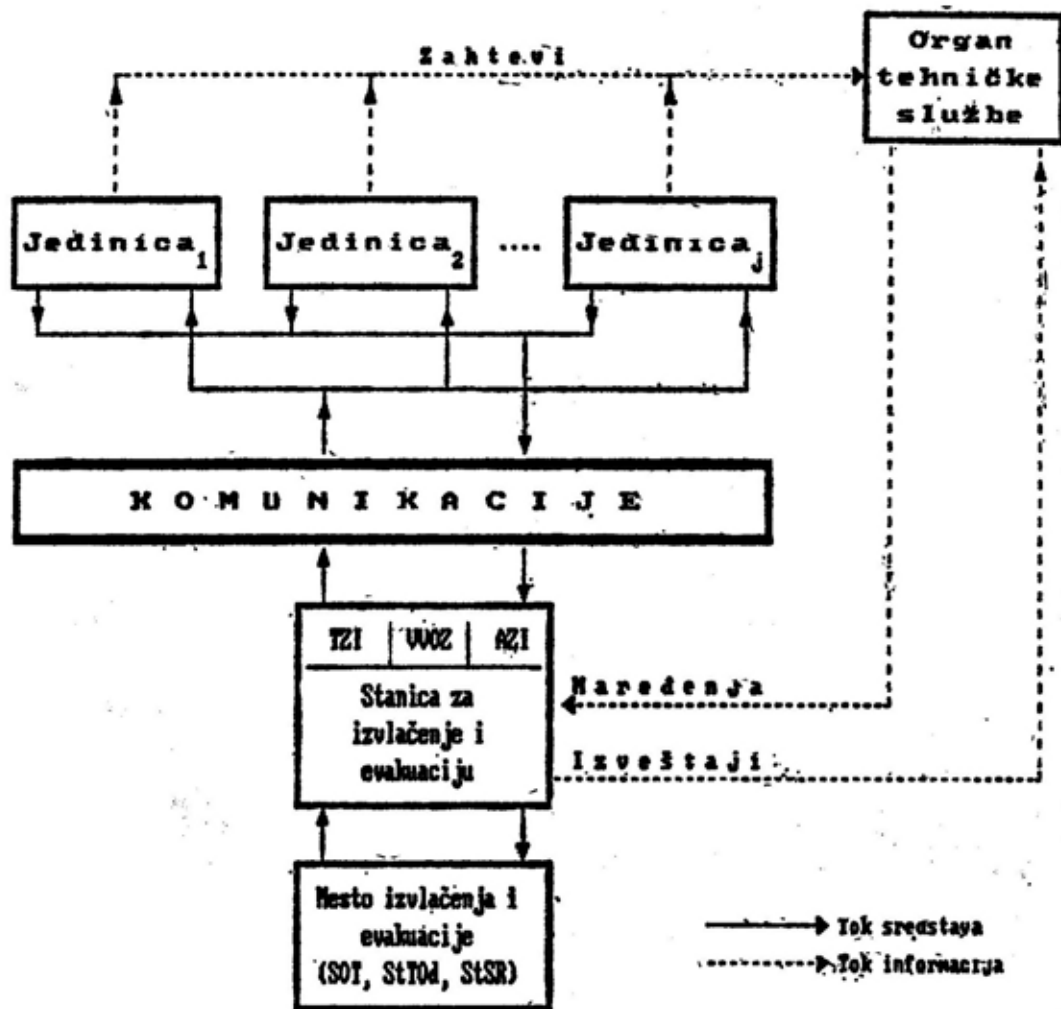 Zahtevi
Organ
tehničke
službe
Jedinica1
Jedinica2
....
Jedinicaj
KOMUNIKACIJE
TZI
VVOZ
AZI
Stanica za
izvlačenje i
evakuaciju
Naređenja
Izveštaji
Mesto izvlačenja i
evakuacije
(SOT, StTOd, StSR)
Tok sredstava
Tok informacija